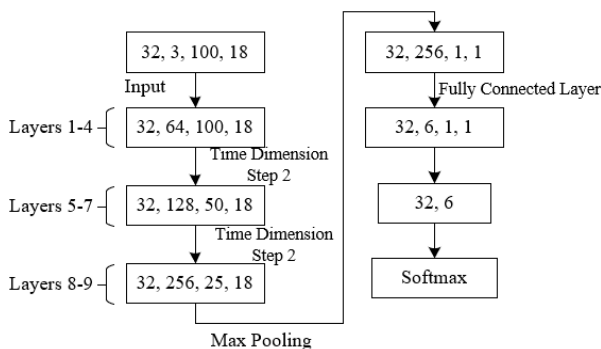 32, 3, 100, 18
Input
Layers 1-4
32, 64, 100, 18
Time Dimension
Step 2
Layers 5-7
32, 128, 50, 18
Time Dimension
Step 2
Layers 8-9
32, 256, 25, 18
Max Pooling
32, 256, 1, 1
Fully Connected Layer
32, 6, 1, 1
32, 6
Softmax